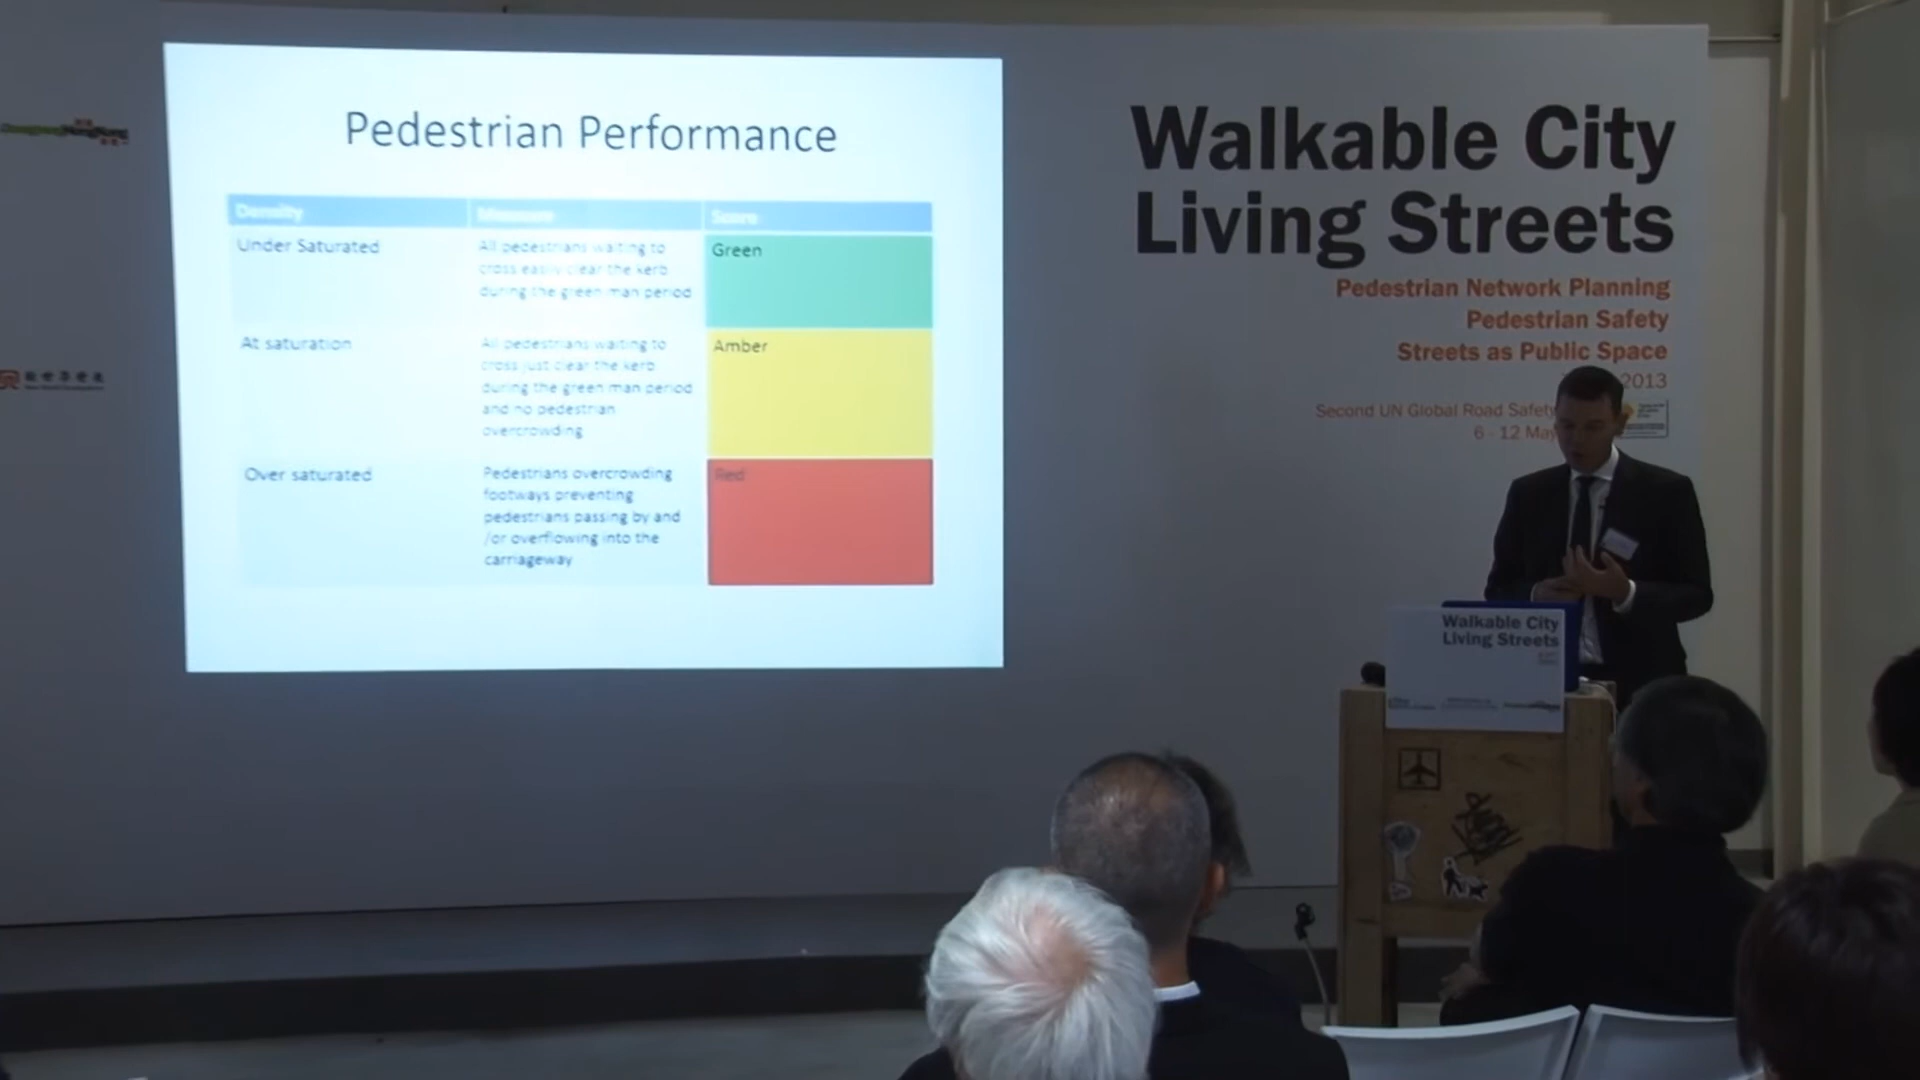 Pedestrian Performance
Density Measure Score
Under Saturated
All pedestrians waiting to
cross easily clear the kerb
during the green man period
Green
At saturation
All pedestrians waiting to
cross just clear the kerb
during the green man period
and no pedestrian
overcrowding
Amber
Over saturated
Pedestrians overcrowding
footways preventing
pedestrians passing by and
/or overflowing into the
carriageway
Red
Walkable City
Living Streets
Pedestrian Network Planning
Pedestrian Safety
Streets as Public Space
2013
Second UN Global Road Safety
6 - 12 May
Walkable City
Living Streets